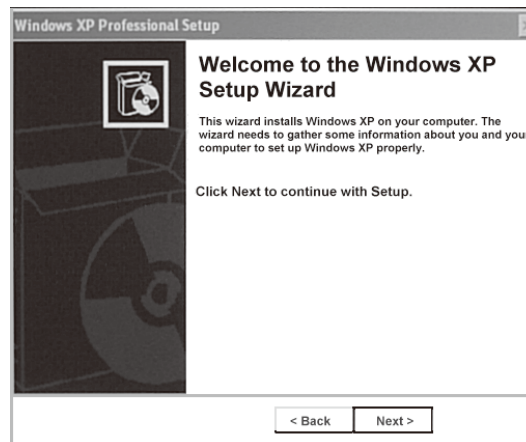 Windows XP Professional Setup
Welcome to the Windows XP
Setup Wizard
This wizard installs Windows XP on your computer. The
wizard needs to gather some information about you and you
computer to set up Windows XP properly.
Click Next to continue with Setup.
< Back
Next >